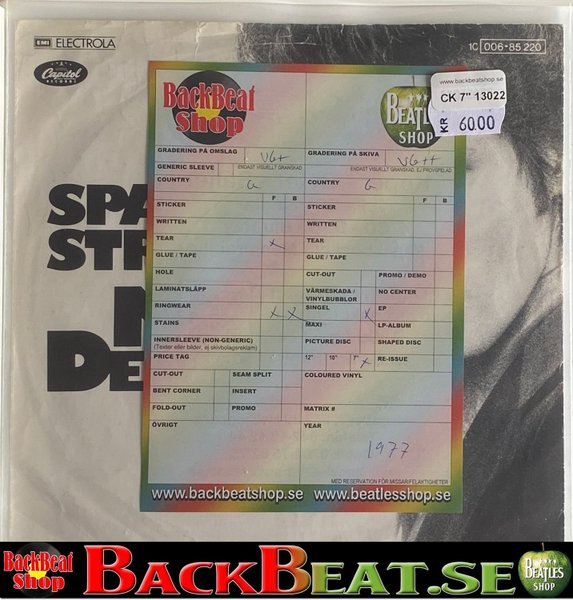 EMI ELECTROLA
1C 006-85 220
Capitol
RECORDS
www.backbeatshop.se
CK 7" 13022
KR 60.00
BackBeat
Shop
BEATLES
SHOP
GRADERING PÅ OMSLAG VG+
GRADERING PÅ SKIVA VG++
GENERIC SLEEVE
ENDAST VISUELLT GRANSKAD
ENDAST VISUELLT GRANSKAD, EJ PROVSPELAD
COUNTRY G
COUNTRY G
F B
F B
STICKER
STICKER
WRITTEN
WRITTEN
TEAR X
TEAR
GLUE / TAPE
GLUE / TAPE
HOLE
CUT-OUT
PROMO / DEMO
LAMINATSLÄPP
VÄRMESKADA /
VINYLBUBBLOR
NO CENTER
RINGWEAR X X
SINGEL X
EP
STAINS
MAXI
LP-ALBUM
INNERSLEEVE (NON-GENERIC)
(Texter eller bilder, ej skivbolagsreklam)
PICTURE DISC
SHAPED DISC
PRICE TAG
12" 10" 7" X
RE-ISSUE
CUT-OUT
SEAM SPLIT
COLOURED VINYL
BENT CORNER
INSERT
FOLD-OUT
PROMO
MATRIX #
ÖVRIGT
YEAR
1977
MED RESERVATION FÖR MISSAR/FELAKTIGHETER
www.backbeatshop.se www.beatlesshop.se
SPA
STR
N
DE
BackBeat
Shop
BACKBEAT.SE
BEATLES
SHOP